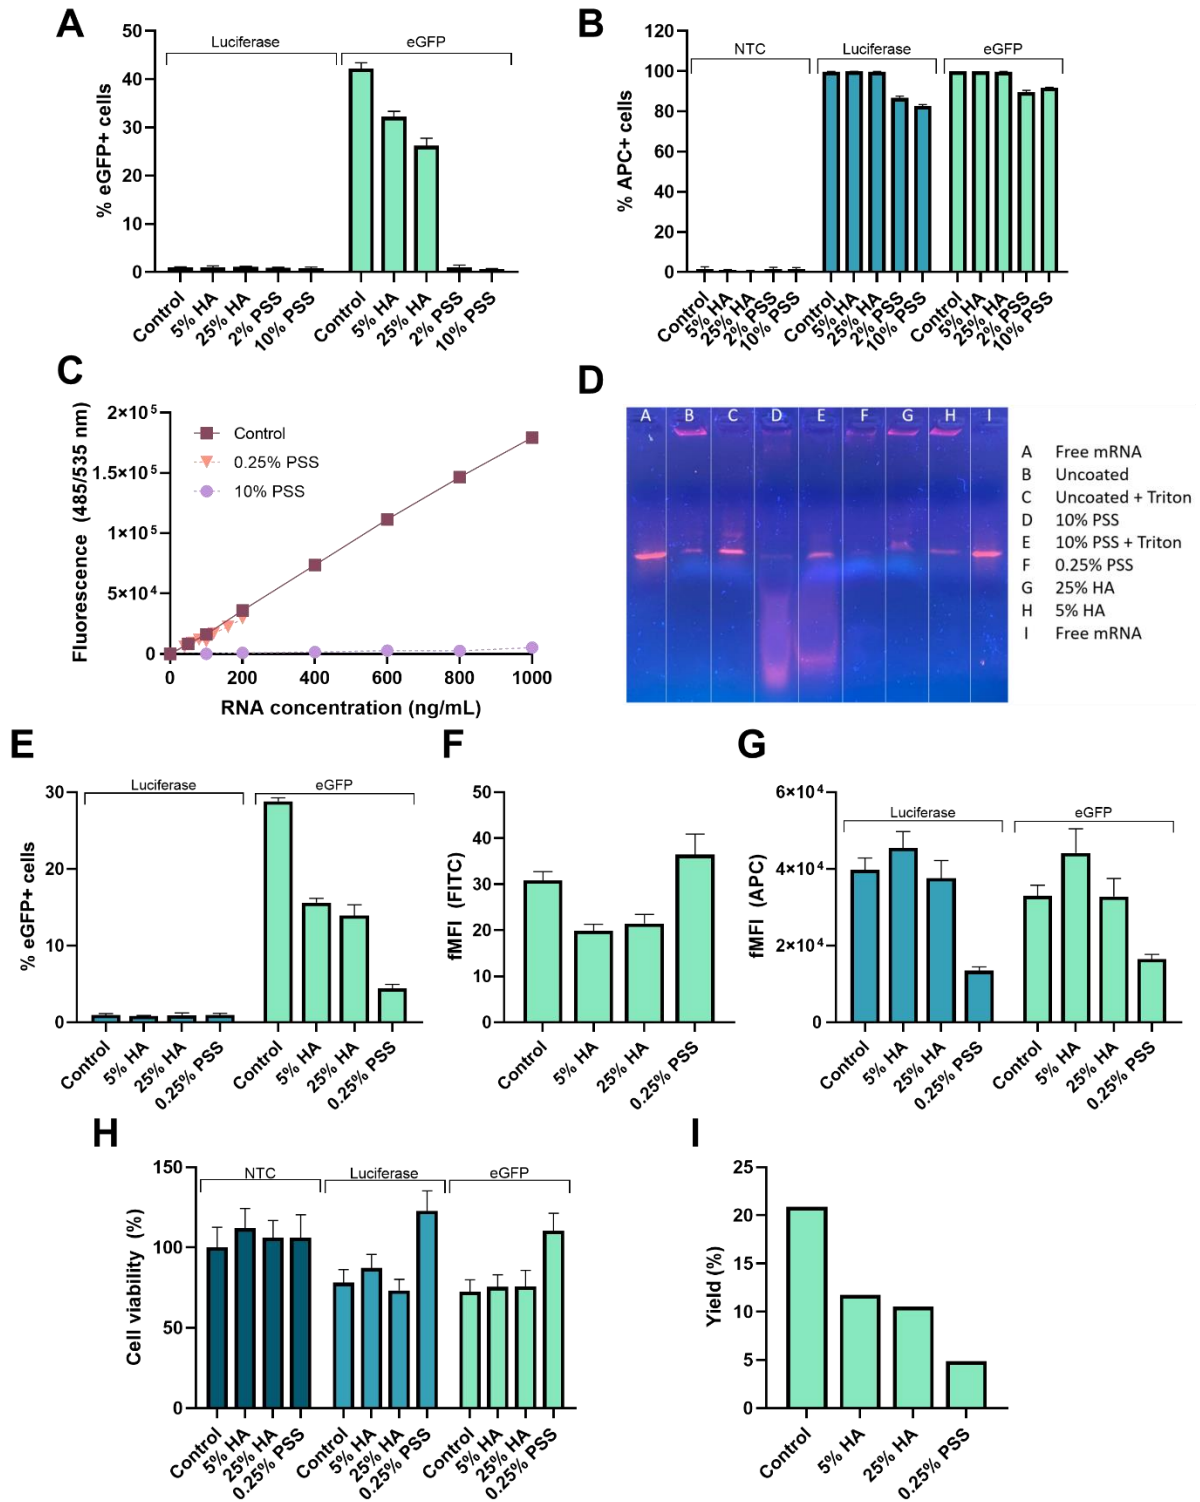 A
50
40
30
20
10
0
% eGFP+ cells
Luciferase
eGFP
Control
5% HA
25% HA
2% PSS
10% PSS
Control
5% HA
25% HA
2% PSS
10% PSS
B
120
100
80
60
40
20
0
% APC+ cells
NTC
Luciferase
eGFP
Control
5% HA
25% HA
2% PSS
10% PSS
Control
5% HA
25% HA
2% PSS
10% PSS
Control
5% HA
25% HA
2% PSS
10% PSS
C
2×10⁵
1.5×10⁵
1×10⁵
5×10⁴
0
Fluorescence (485/535 nm)
Control
0.25% PSS
10% PSS
0 200 400 600 800 1000
RNA concentration (ng/mL)
D
A B C D E F G H I
A Free mRNA
B Uncoated
C Uncoated + Triton
D 10% PSS
E 10% PSS + Triton
F 0.25% PSS
G 25% HA
H 5% HA
I Free mRNA
E
30
20
10
0
% eGFP+ cells
Luciferase
eGFP
Control
5% HA
25% HA
0.25% PSS
Control
5% HA
25% HA
0.25% PSS
F
50
40
30
20
10
0
fMFI (FITC)
Control
5% HA
25% HA
0.25% PSS
G
6×10⁴
4×10⁴
2×10⁴
0
fMFI (APC)
Luciferase
eGFP
Control
5% HA
25% HA
0.25% PSS
Control
5% HA
25% HA
0.25% PSS
H
150
100
50
0
Cell viability (%)
NTC
Luciferase
eGFP
Control
5% HA
25% HA
0.25% PSS
Control
5% HA
25% HA
0.25% PSS
Control
5% HA
25% HA
0.25% PSS
I
25
20
15
10
5
0
Yield (%)
Control
5% HA
25% HA
0.25% PSS